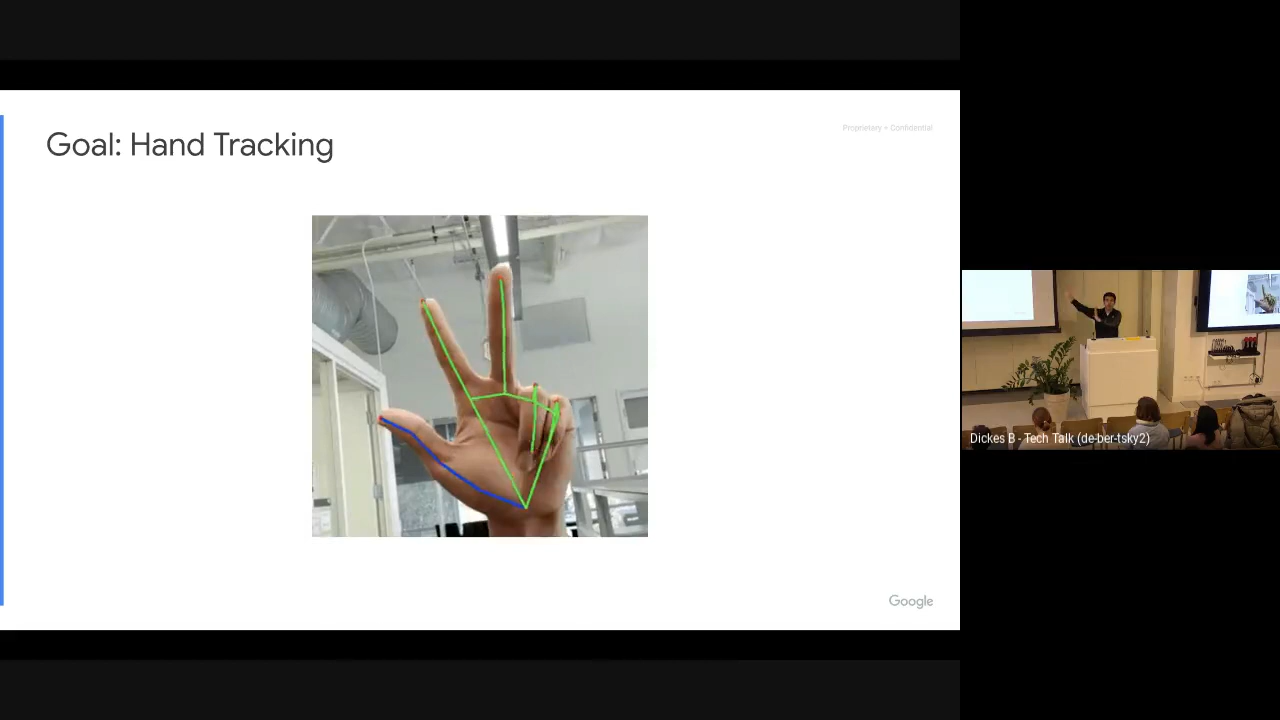 Goal: Hand Tracking
Proprietary + Confidential
Google
Dickes B - Tech Talk (de-ber-tsky2)